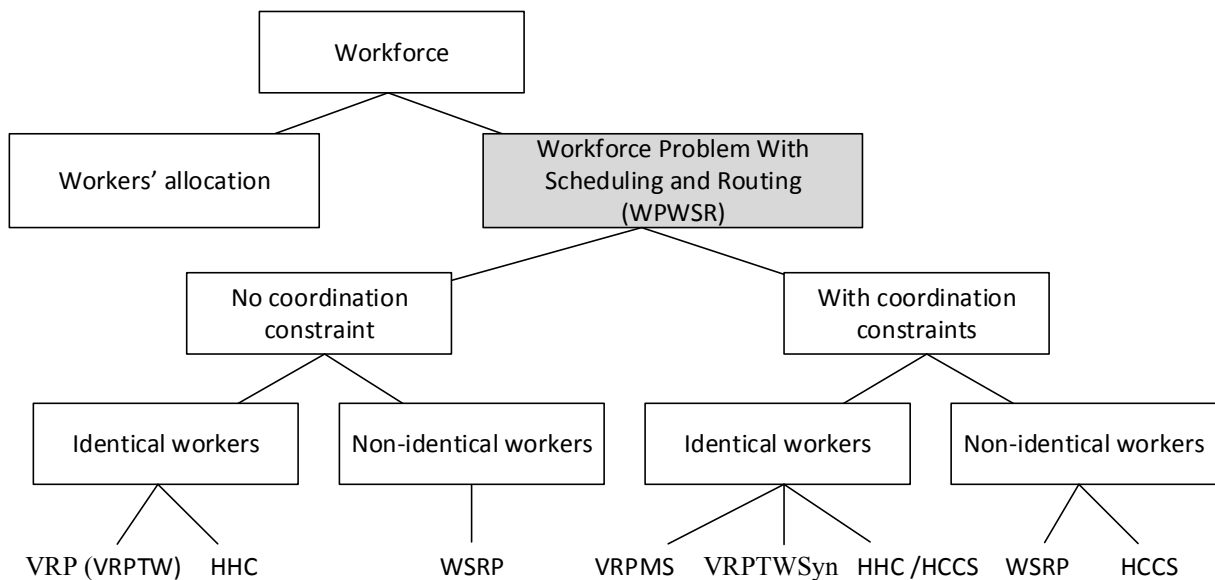 Workforce
Workers’ allocation
Workforce Problem With
Scheduling and Routing
(WPWSR)
No coordination
constraint
With coordination
constraints
Identical workers
Non-identical workers
Identical workers
Non-identical workers
VRP (VRPTW)
HHC
WSRP
VRPMS
VRPTWSyn
HHC /HCCS
WSRP
HCCS